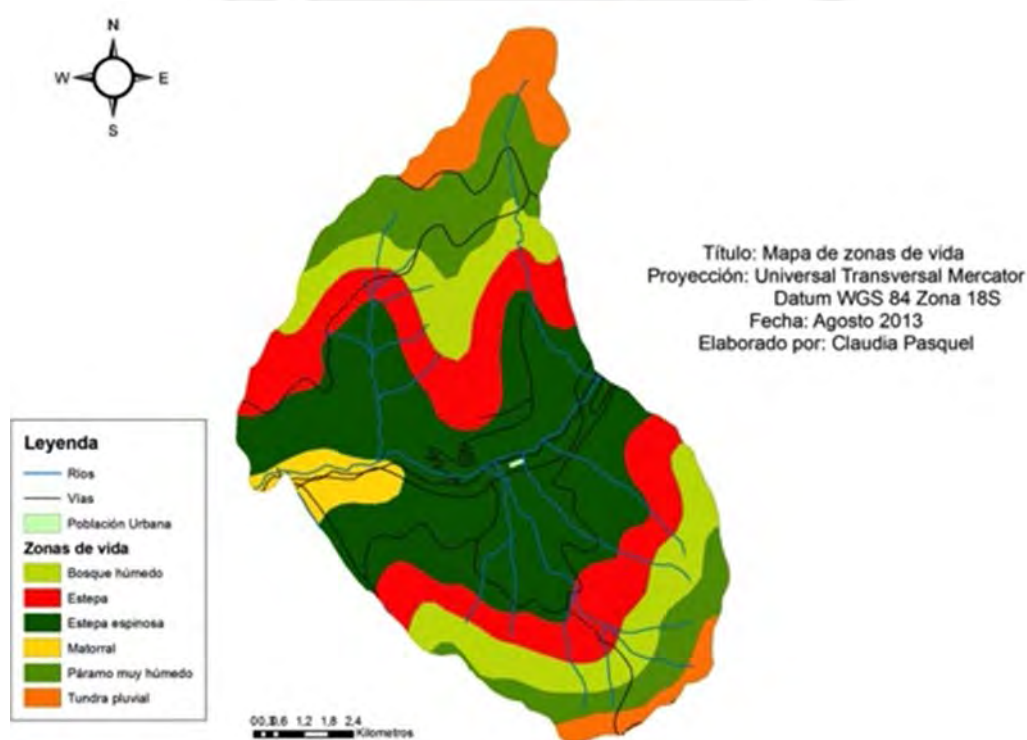 N
W E
S
Título: Mapa de zonas de vida
Proyección: Universal Transversal Mercator
Datum WGS 84 Zona 18S
Fecha: Agosto 2013
Elaborado por: Claudia Pasquel
Leyenda
Ríos
Vías
Población Urbana
Zonas de vida
Bosque húmedo
Estepa
Estepa espinosa
Matorral
Páramo muy húmedo
Tundra pluvial
1.2 1.8 2.4
Kilometros